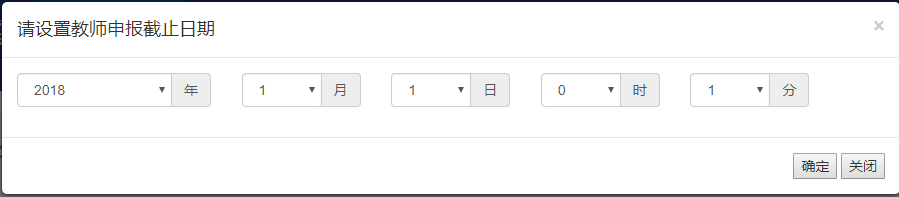 请设置教师申报截止日期 ×
2018 年 1 月 1 日 0 时 1 分
确定 关闭